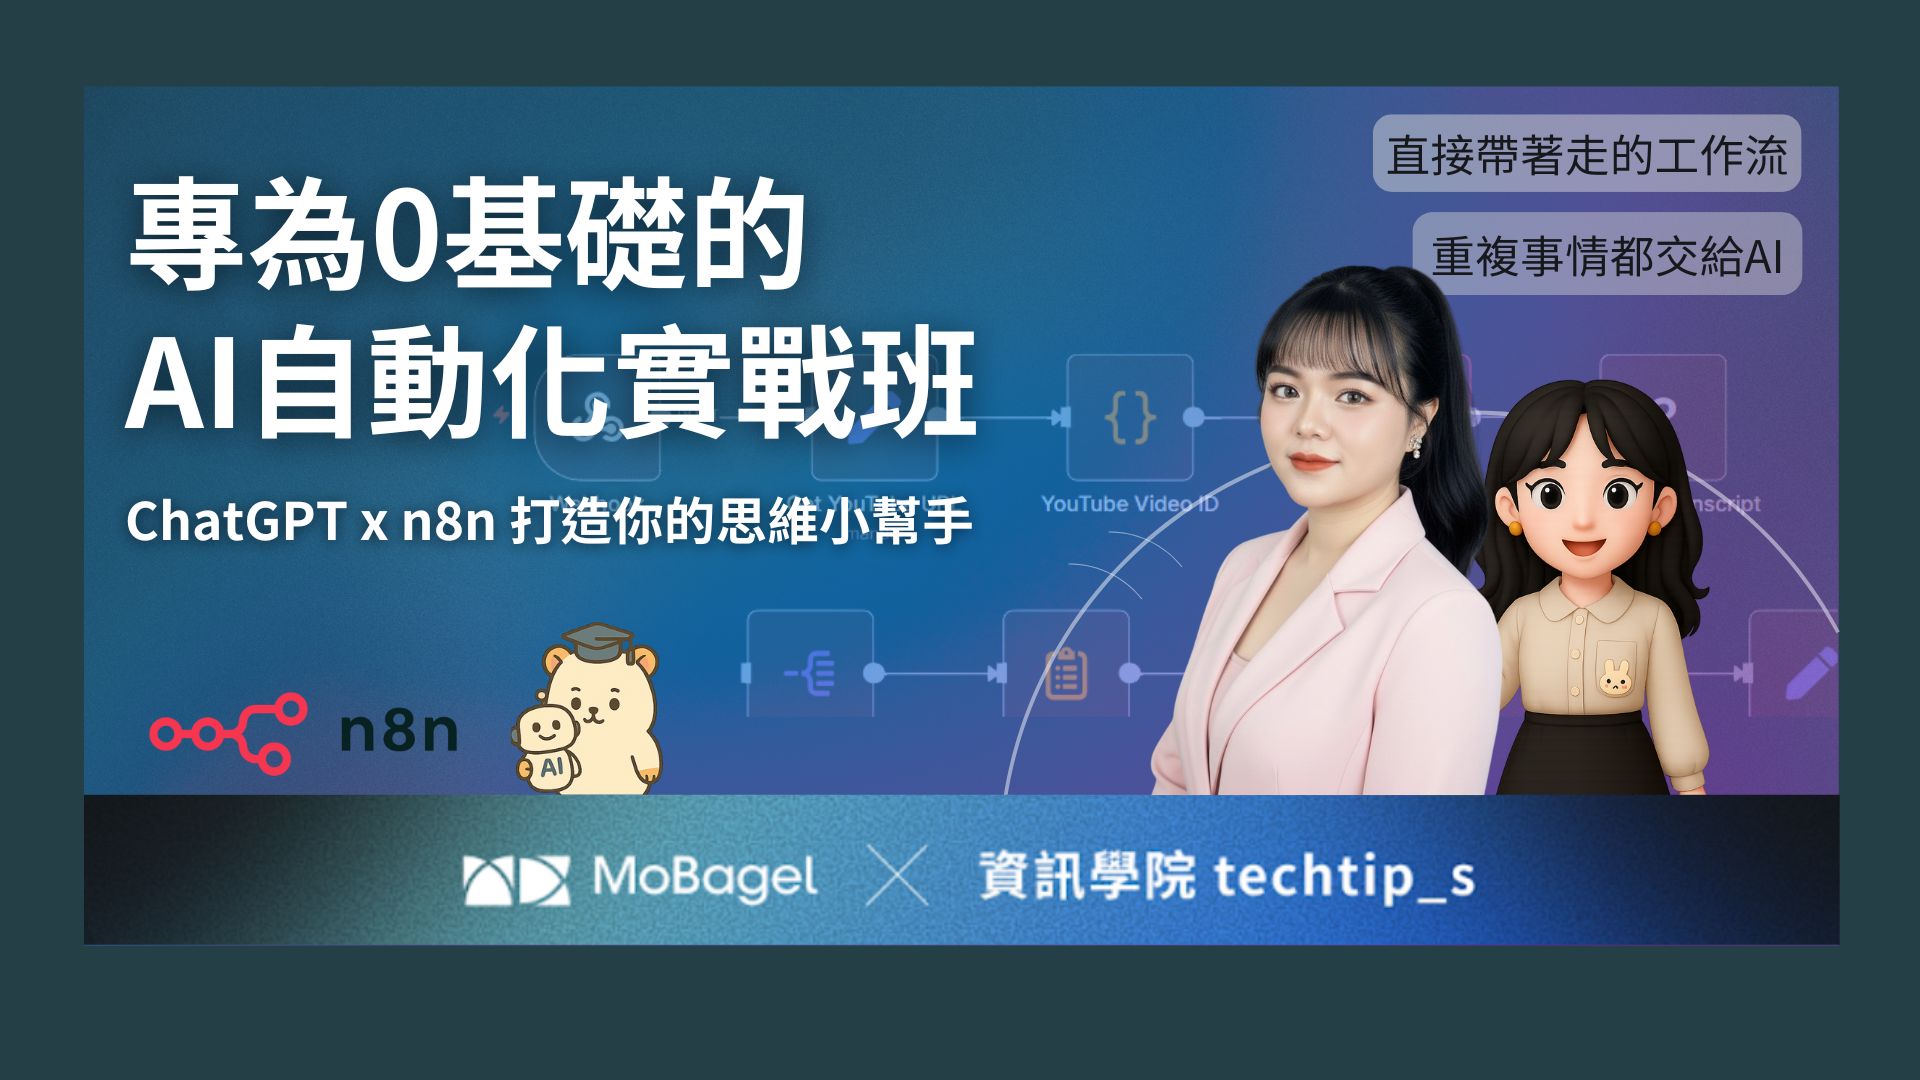 專為0基礎的
AI自動化實戰班
ChatGPT x n8n 打造你的思維小幫手
直接帶著走的工作流
重複事情都交給AI
YouTube Video ID
nscript
n8n
AI
MoBagel
資訊學院 techtip_s